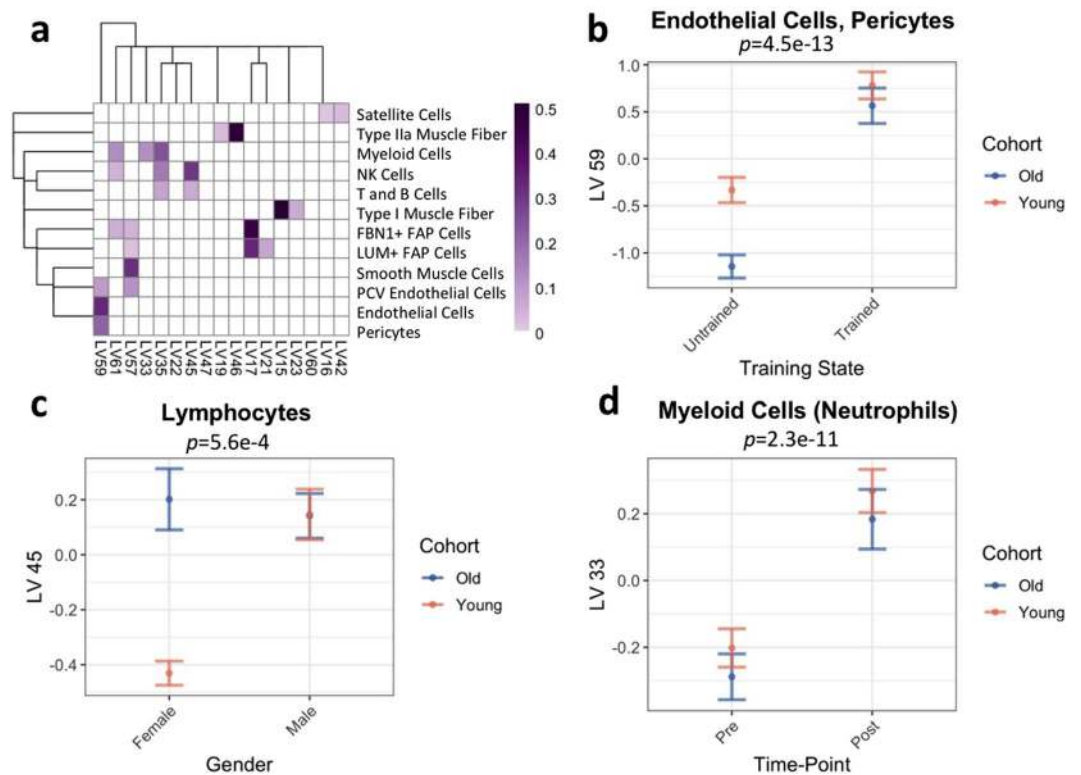 a
Satellite Cells
Type IIa Muscle Fiber
Myeloid Cells
NK Cells
T and B Cells
Type I Muscle Fiber
FBN1+ FAP Cells
LUM+ FAP Cells
Smooth Muscle Cells
PCV Endothelial Cells
Endothelial Cells
Pericytes
0.5
0.4
0.3
0.2
0.1
0
LV59
LV61
LV57
LV33
LV35
LV22
LV45
LV47
LV19
LV46
LV17
LV21
LV15
LV23
LV60
LV16
LV42
b
Endothelial Cells, Pericytes
p=4.5e-13
LV 59
1.0
0.5
0.0
-0.5
-1.0
Untrained
Trained
Training State
Cohort
Old
Young
c
Lymphocytes
p=5.6e-4
LV 45
0.2
0.0
-0.2
-0.4
Female
Male
Gender
Cohort
Old
Young
d
Myeloid Cells (Neutrophils)
p=2.3e-11
LV 33
0.2
0.0
-0.2
Pre
Post
Time-Point
Cohort
Old
Young